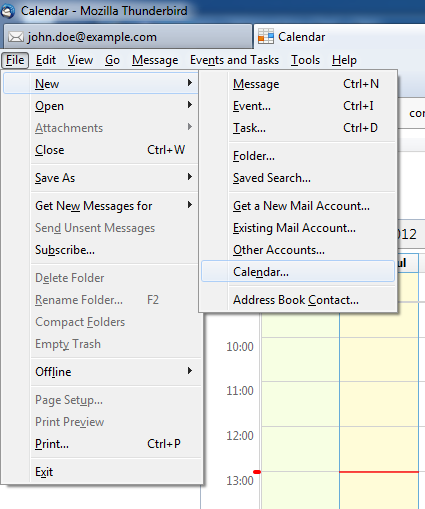 Calendar - Mozilla Thunderbird
john.doe@example.com Calendar
File Edit View Go Message Events and Tasks Tools Help
New
Open
Attachments
Close Ctrl+W
Save As
Get New Messages for
Send Unsent Messages
Subscribe...
Delete Folder
Rename Folder... F2
Compact Folders
Empty Trash
Offline
Page Setup...
Print Preview
Print... Ctrl+P
Exit
Message Ctrl+N
Event... Ctrl+I
Task... Ctrl+D
Folder...
Saved Search...
Get a New Mail Account...
Existing Mail Account...
Other Accounts...
Calendar...
Address Book Contact...
10:00
11:00
12:00
13:00